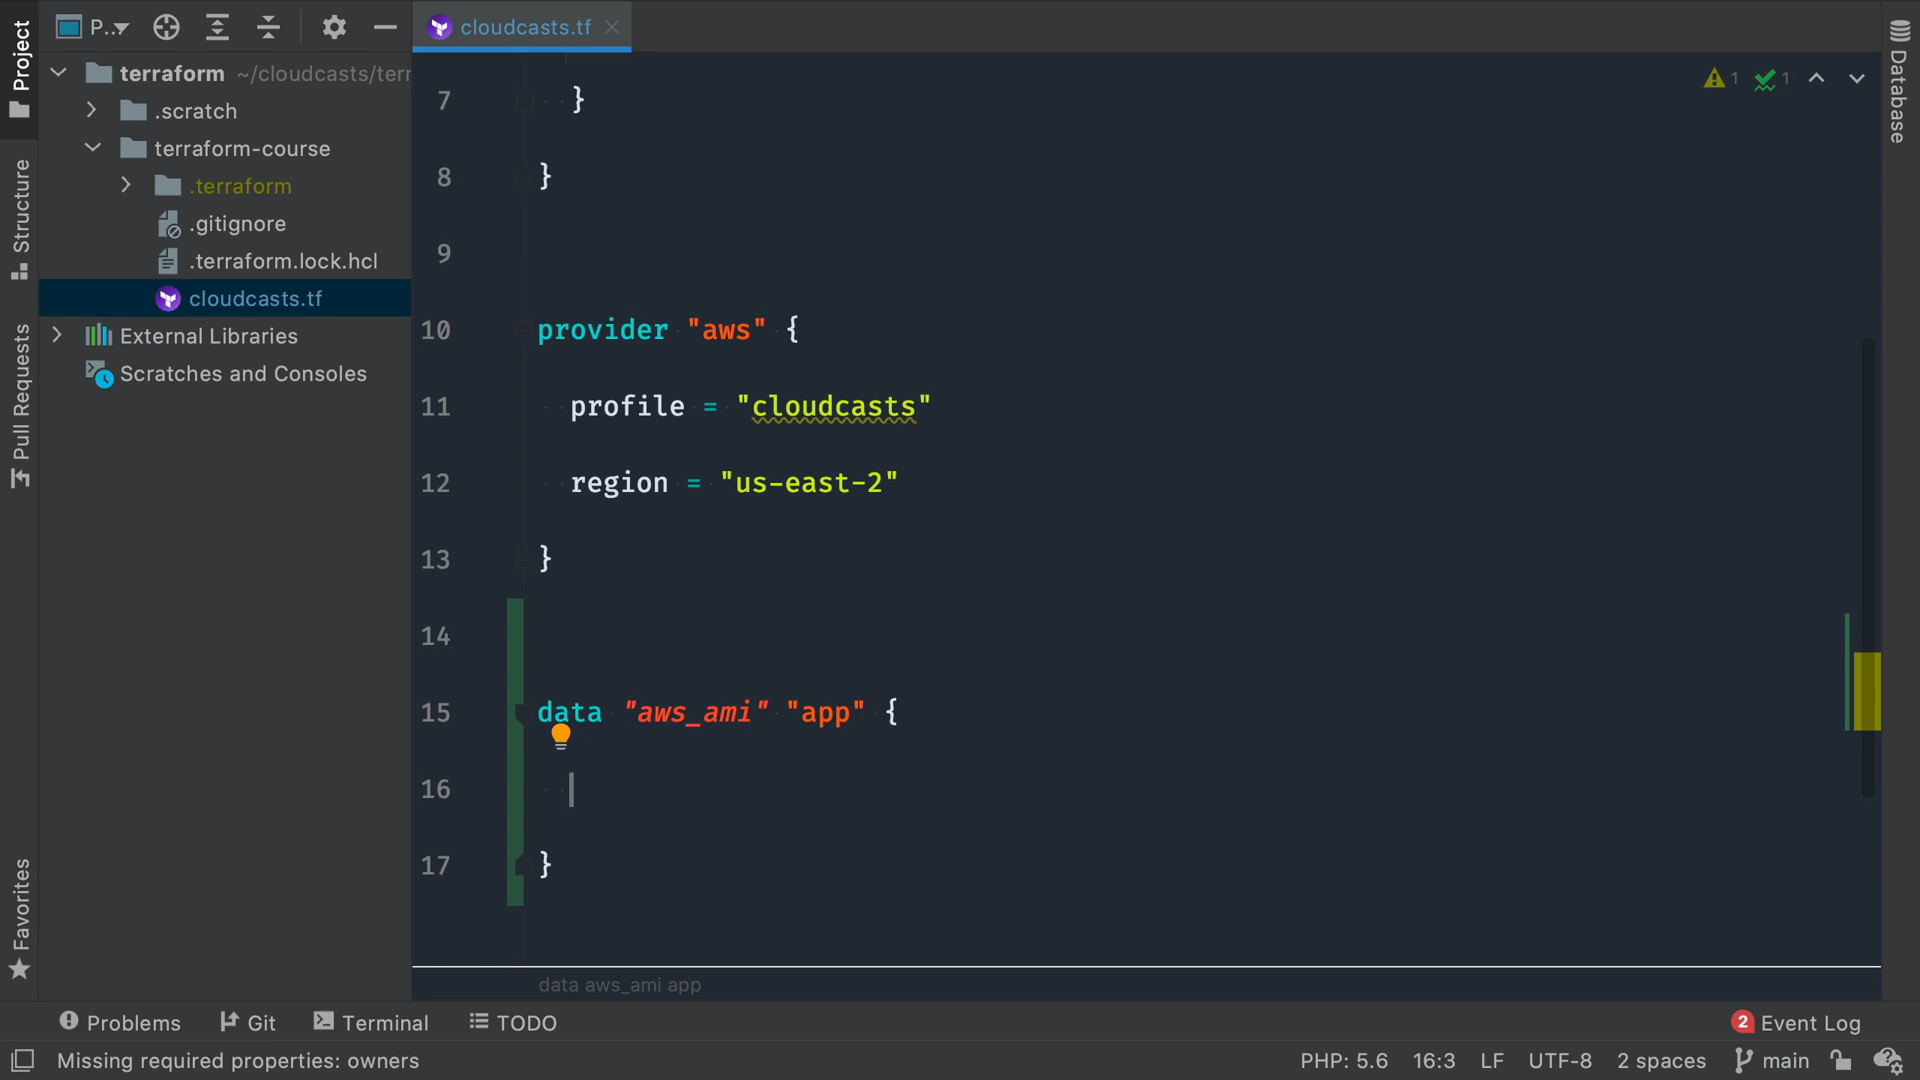 Project
P..
cloudcasts.tf
terraform ~/cloudcasts/terr
.scratch
terraform-course
.terraform
.gitignore
.terraform.lock.hcl
cloudcasts.tf
External Libraries
Scratches and Consoles
Structure
Pull Requests
Favorites
1 1
Database
7 }
8 }
9
10 provider "aws" {
11 profile = "cloudcasts"
12 region = "us-east-2"
13 }
14
15 data "aws_ami" "app" {
16
17 }
data aws_ami app
Problems Git Terminal TODO
2 Event Log
Missing required properties: owners
PHP: 5.6 16:3 LF UTF-8 2 spaces main